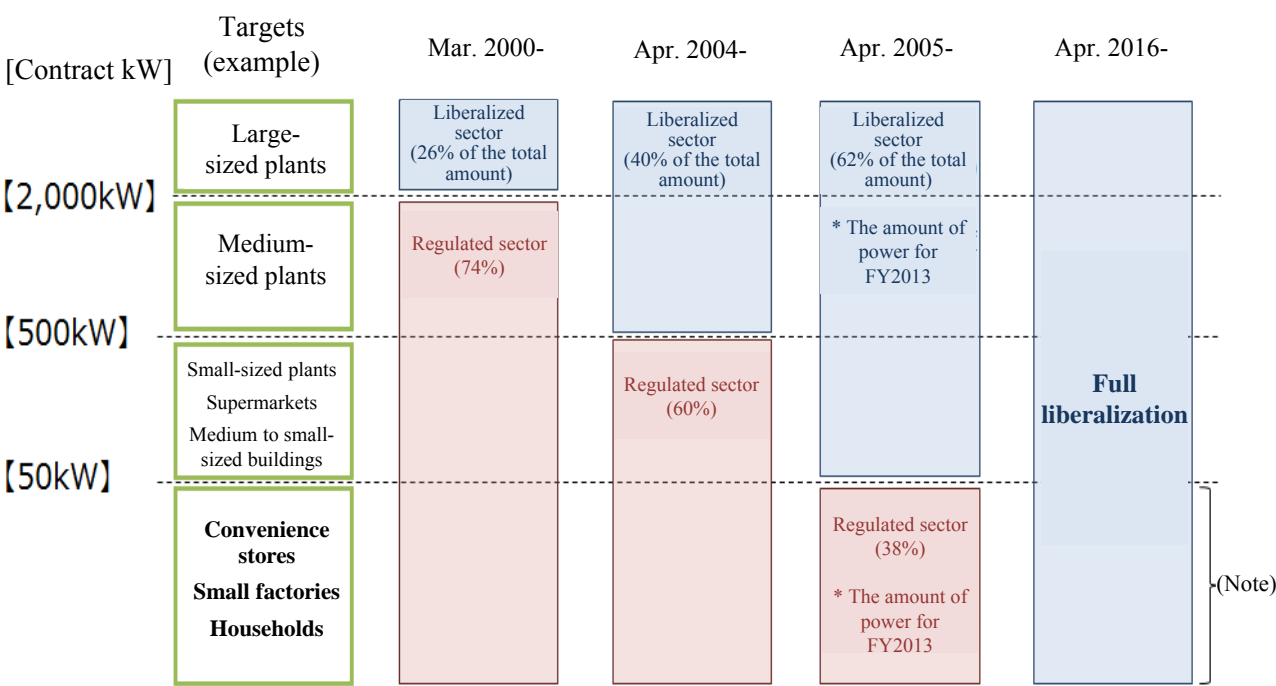 [Contract kW]
Targets
(example)
Mar. 2000-
Apr. 2004-
Apr. 2005-
Apr. 2016-
Large-
sized plants
Liberalized
sector
(26% of the total
amount)
Liberalized
sector
(40% of the total
amount)
Liberalized
sector
(62% of the total
amount)
【2,000kW】
Medium-
sized plants
Regulated sector
(74%)
* The amount of
power for
FY2013
【500kW】
Small-sized plants
Supermarkets
Medium to small-
sized buildings
Regulated sector
(60%)
Full
liberalization
【50kW】
Convenience
stores
Small factories
Households
Regulated sector
(38%)
* The amount of
power for
FY2013
(Note)